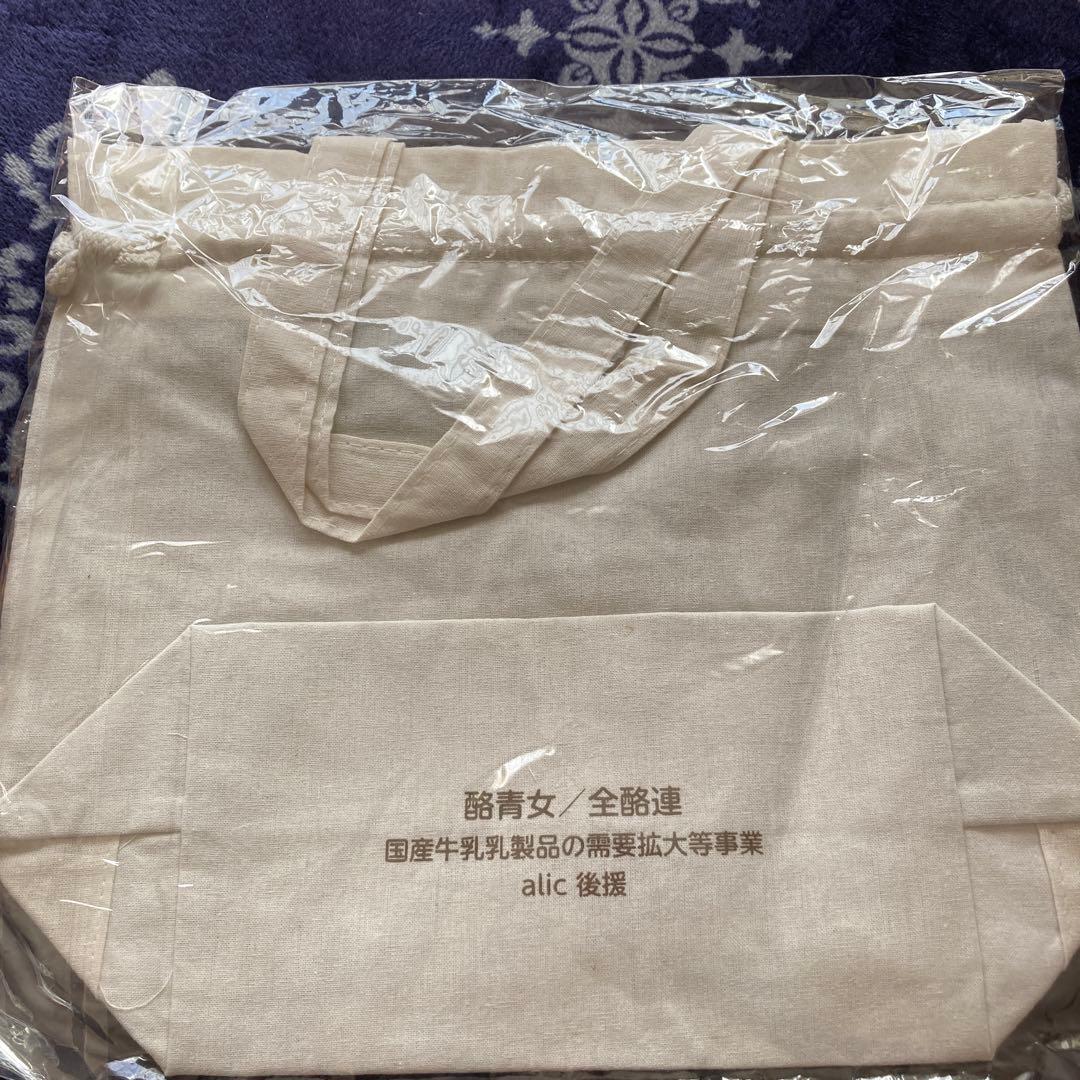 酪青女／全酪連
国産牛乳乳製品の需要拡大等事業
alic 後援